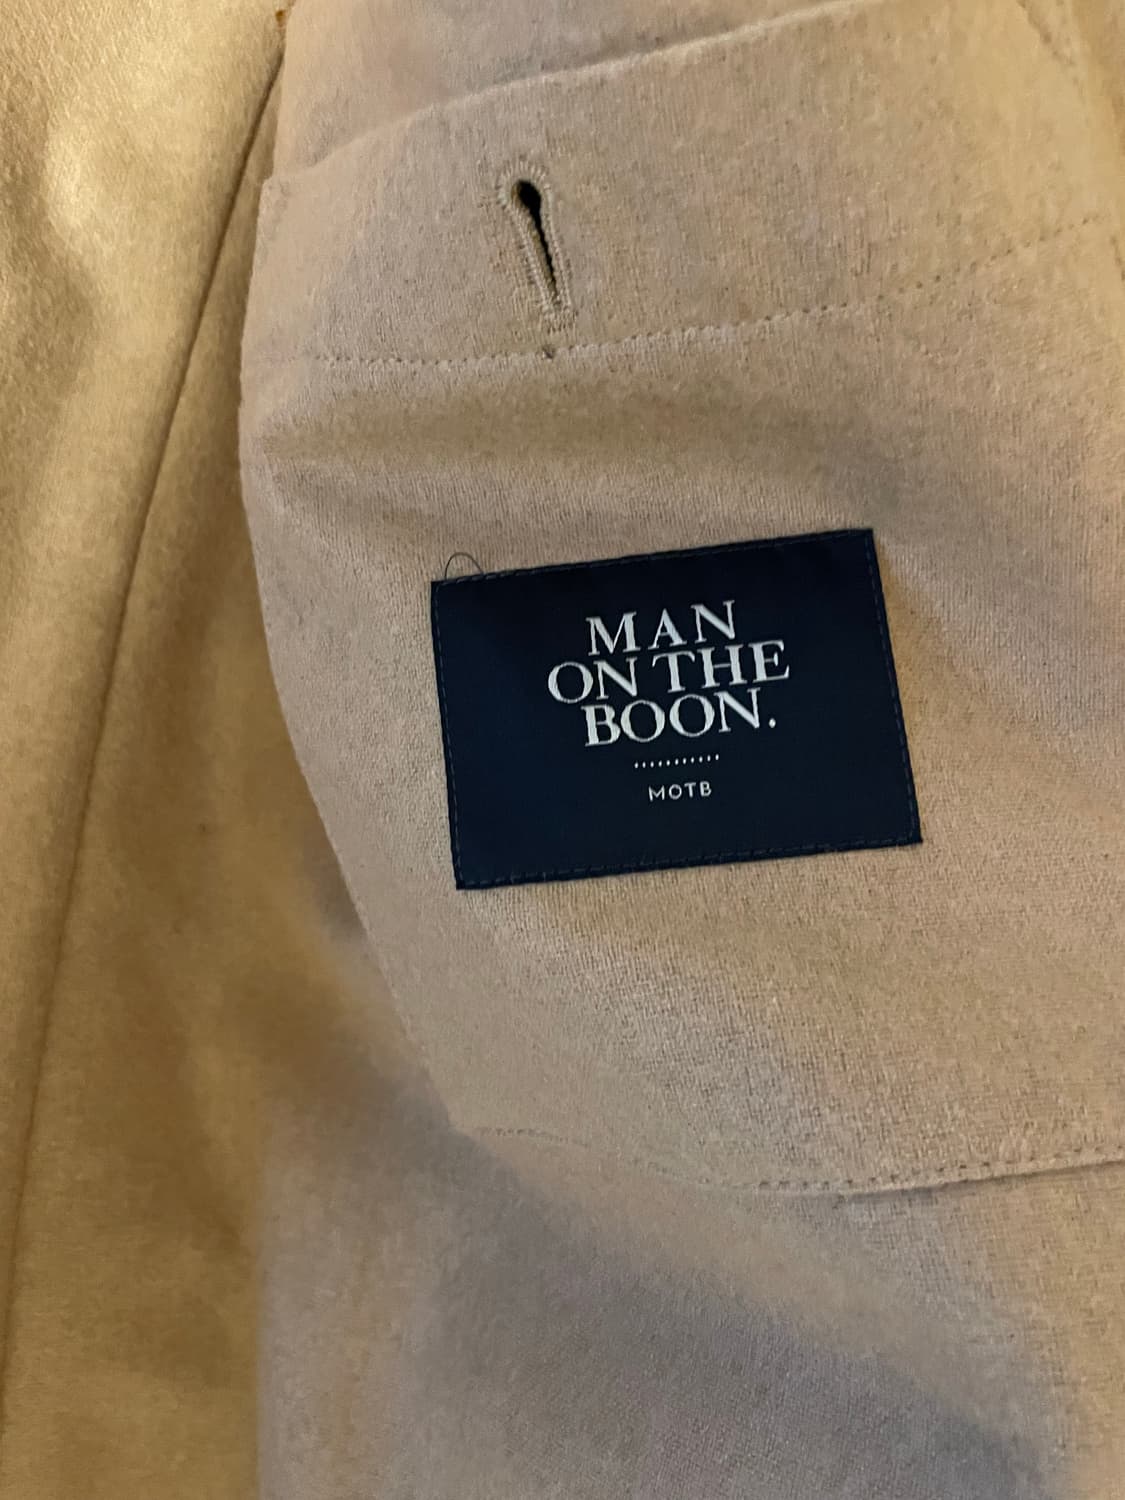 MAN
ON THE
BOON.
MOTB